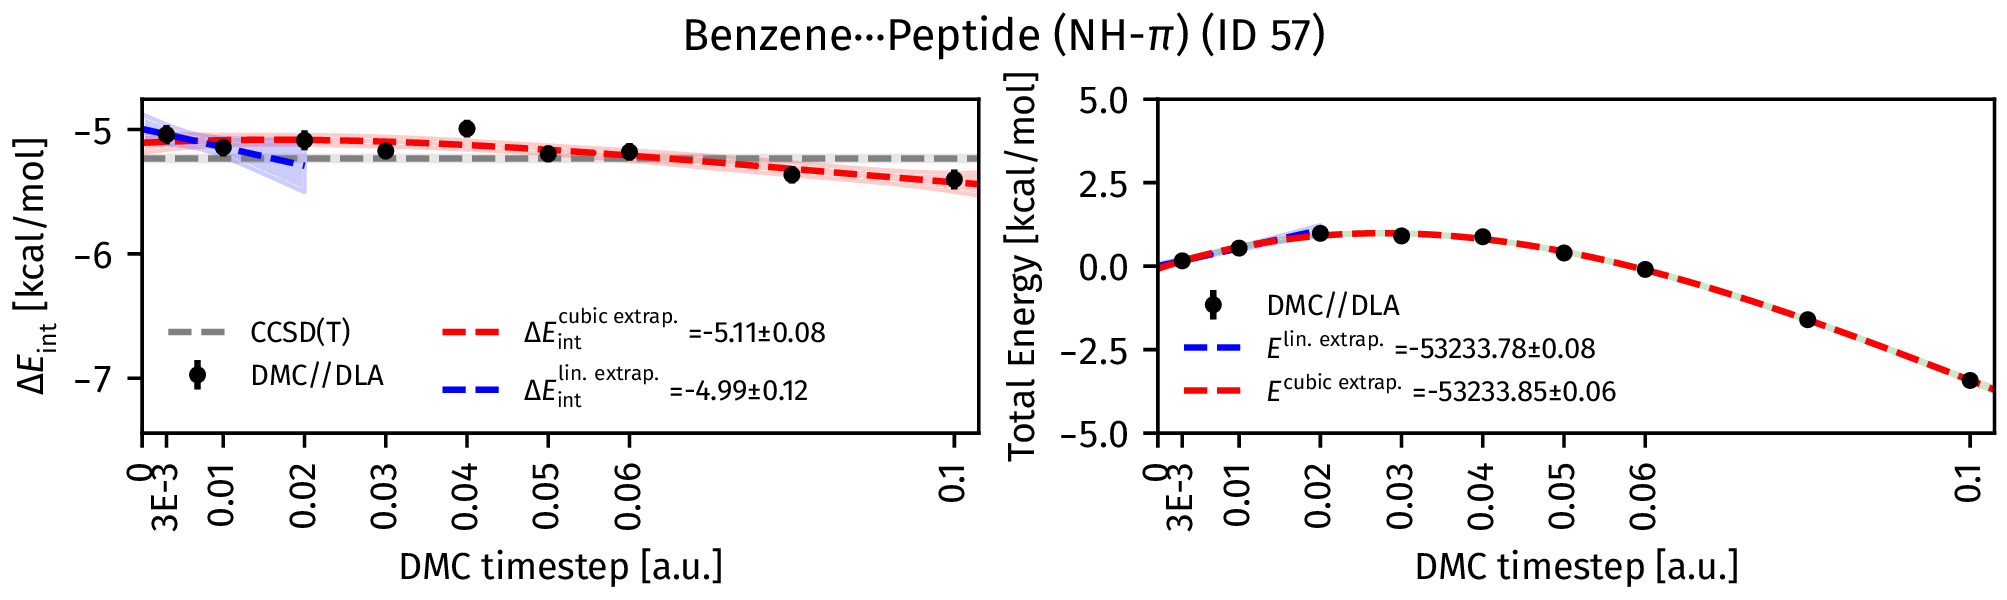 Benzene···Peptide (NH-π) (ID 57)
ΔE_int [kcal/mol]
−5
−6
−7
CCSD(T)
DMC//DLA
ΔE_int^cubic extrap. =-5.11±0.08
ΔE_int^lin. extrap. =-4.99±0.12
0
3E-3
0.01
0.02
0.03
0.04
0.05
0.06
0.1
DMC timestep [a.u.]
Total Energy [kcal/mol]
5.0
2.5
0.0
−2.5
−5.0
DMC//DLA
E^lin. extrap. =-53233.78±0.08
E^cubic extrap. =-53233.85±0.06
0
3E-3
0.01
0.02
0.03
0.04
0.05
0.06
0.1
DMC timestep [a.u.]